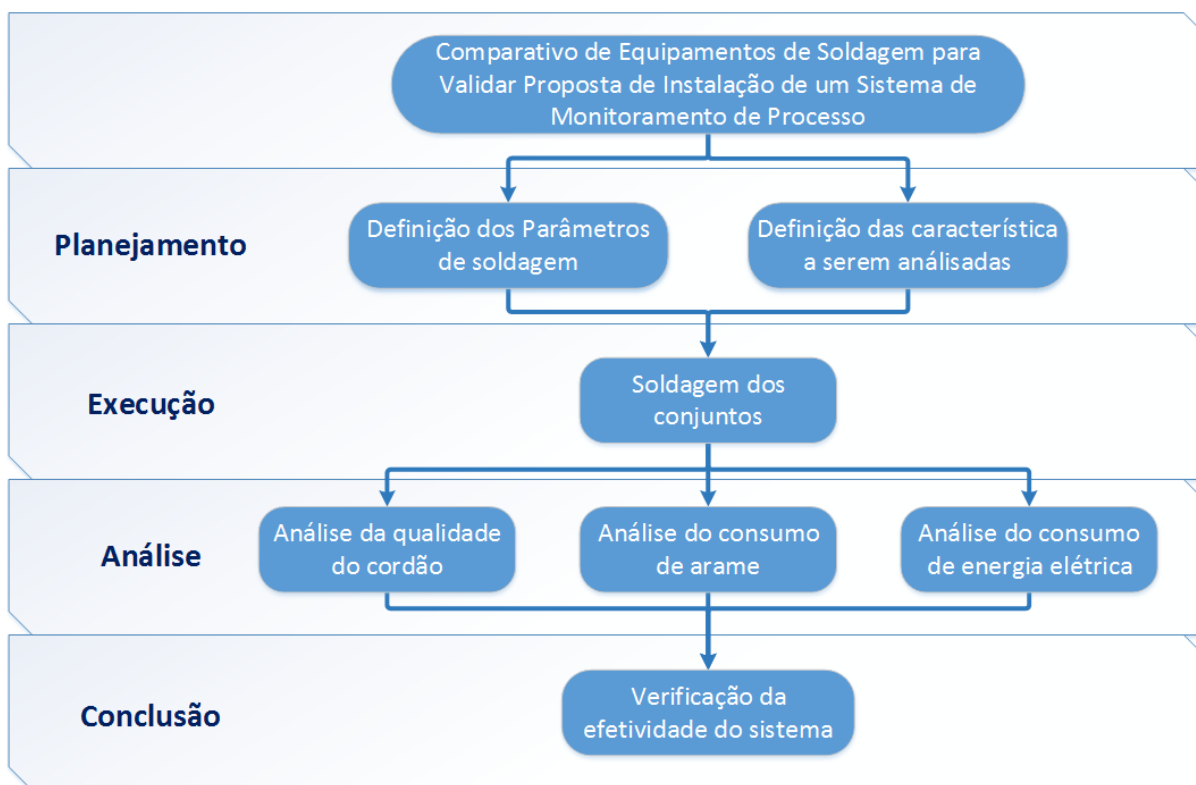 Comparativo de Equipamentos de Soldagem para
Validar Proposta de Instalação de um Sistema de
Monitoramento de Processo
Planejamento
Definição dos Parâmetros
de soldagem
Definição das característica
a serem análisadas
Execução
Soldagem dos
conjuntos
Análise
Análise da qualidade
do cordão
Análise do consumo
de arame
Análise do consumo
de energia elétrica
Conclusão
Verificação da
efetividade do sistema